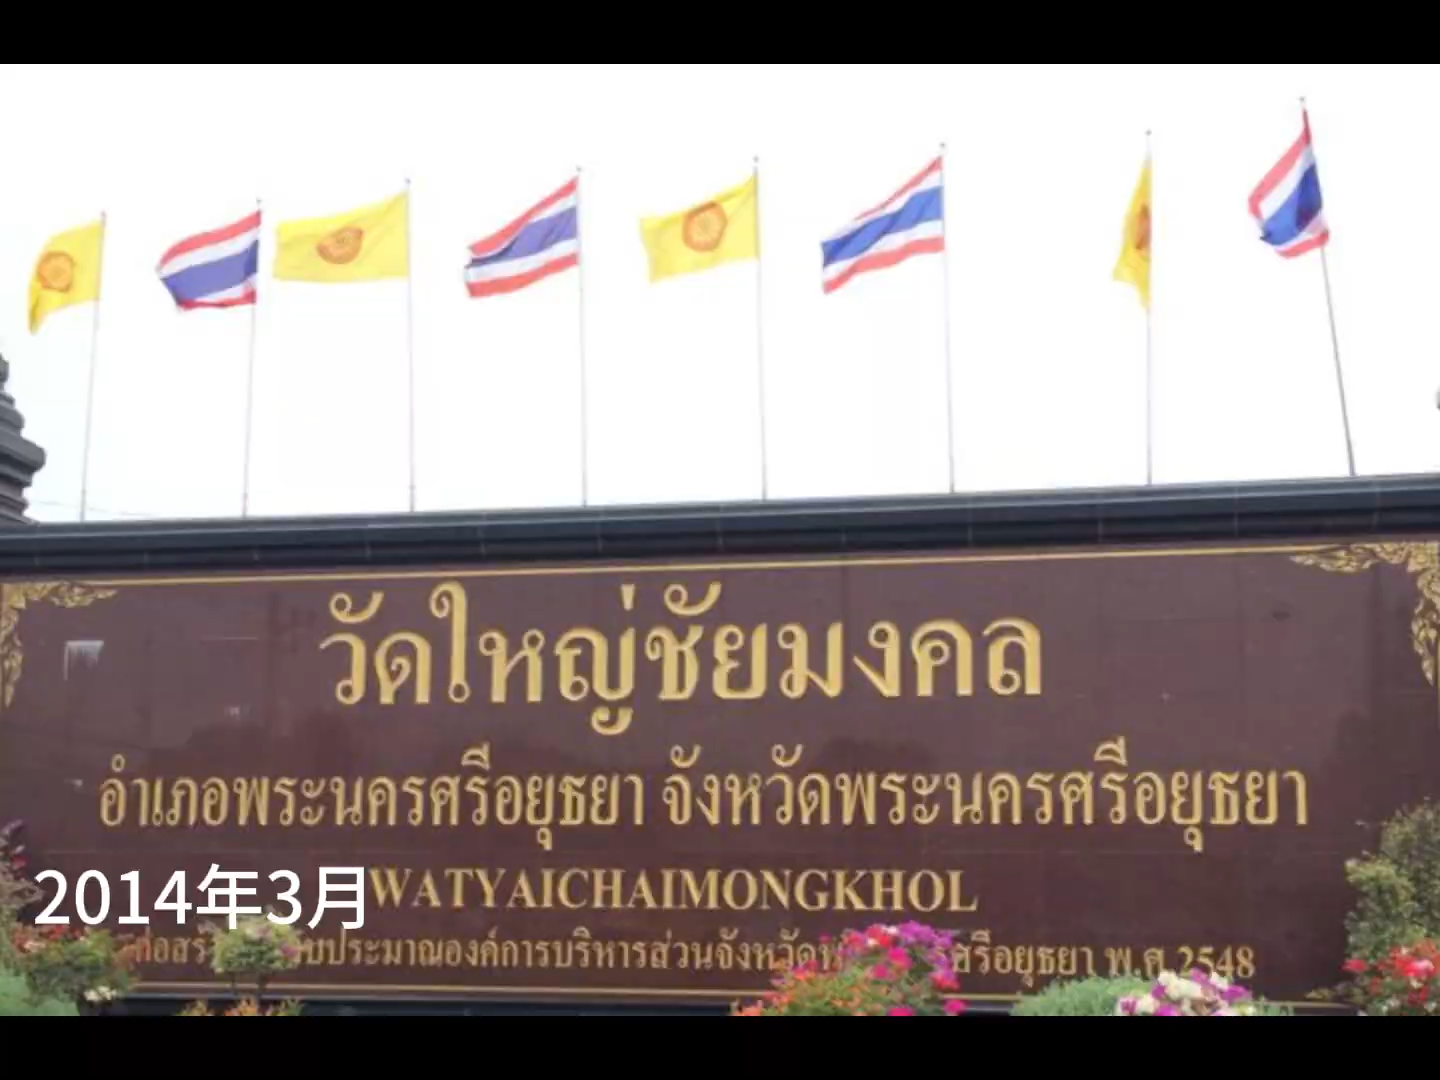 วัดใหญ่ชัยมงคล
อำเภอพระนครศรีอยุธยา จังหวัดพระนครศรีอยุธยา
WATYAICHAIMONGKHOL
2014年3月
ประมาณองค์การบริหารส่วนจังหวัด ศรีอยุธยา พ.ศ.2548